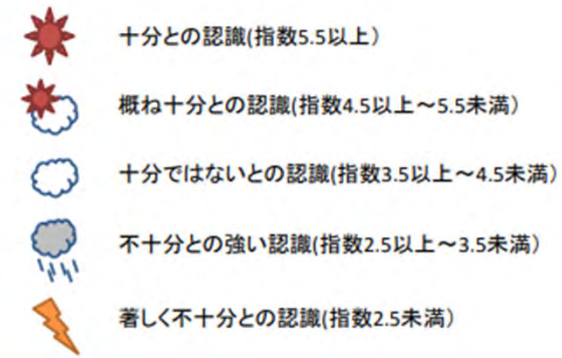 十分との認識(指数5.5以上)
概ね十分との認識(指数4.5以上～5.5未満)
十分ではないとの認識(指数3.5以上～4.5未満)
不十分との強い認識(指数2.5以上～3.5未満)
著しく不十分との認識(指数2.5未満)